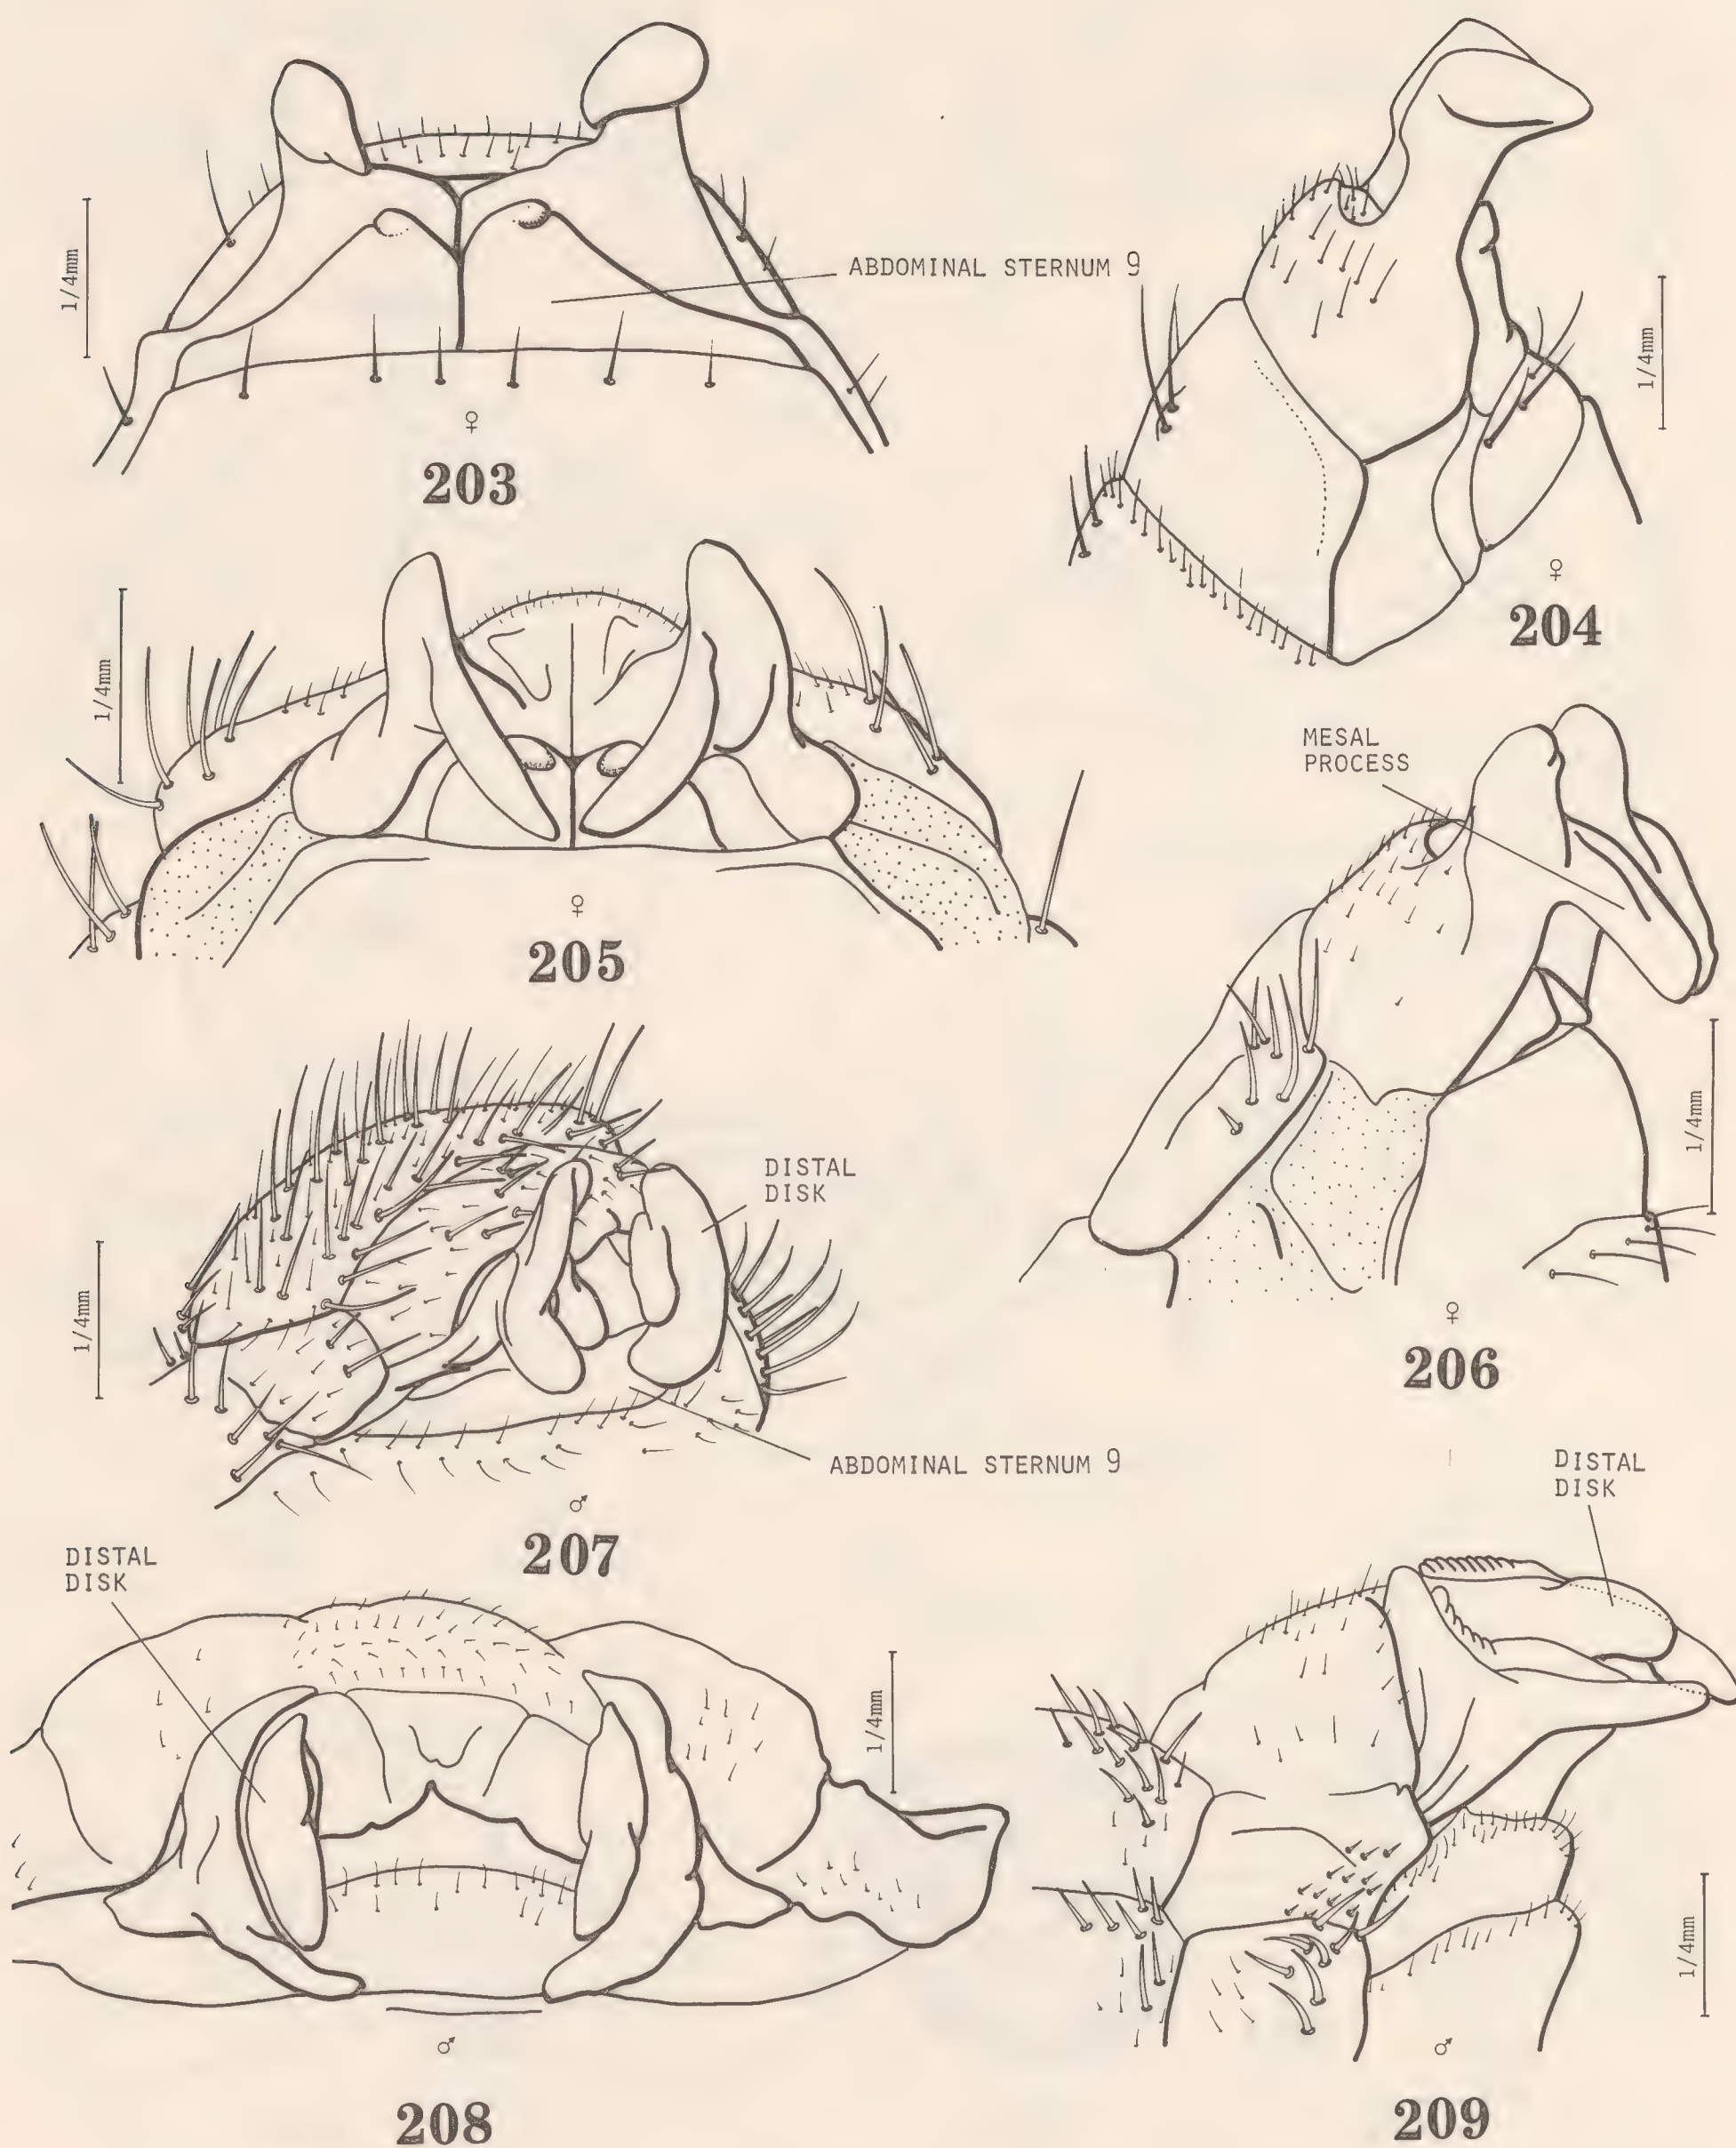 1/4mm
ABDOMINAL STERNUM 9
♀
203
1/4mm
♀
204
1/4mm
♀
205
MESAL
PROCESS
1/4mm
♀
206
DISTAL
DISK
1/4mm
ABDOMINAL STERNUM 9
♂
207
DISTAL
DISK
1/4mm
♂
208
DISTAL
DISK
1/4mm
♂
209